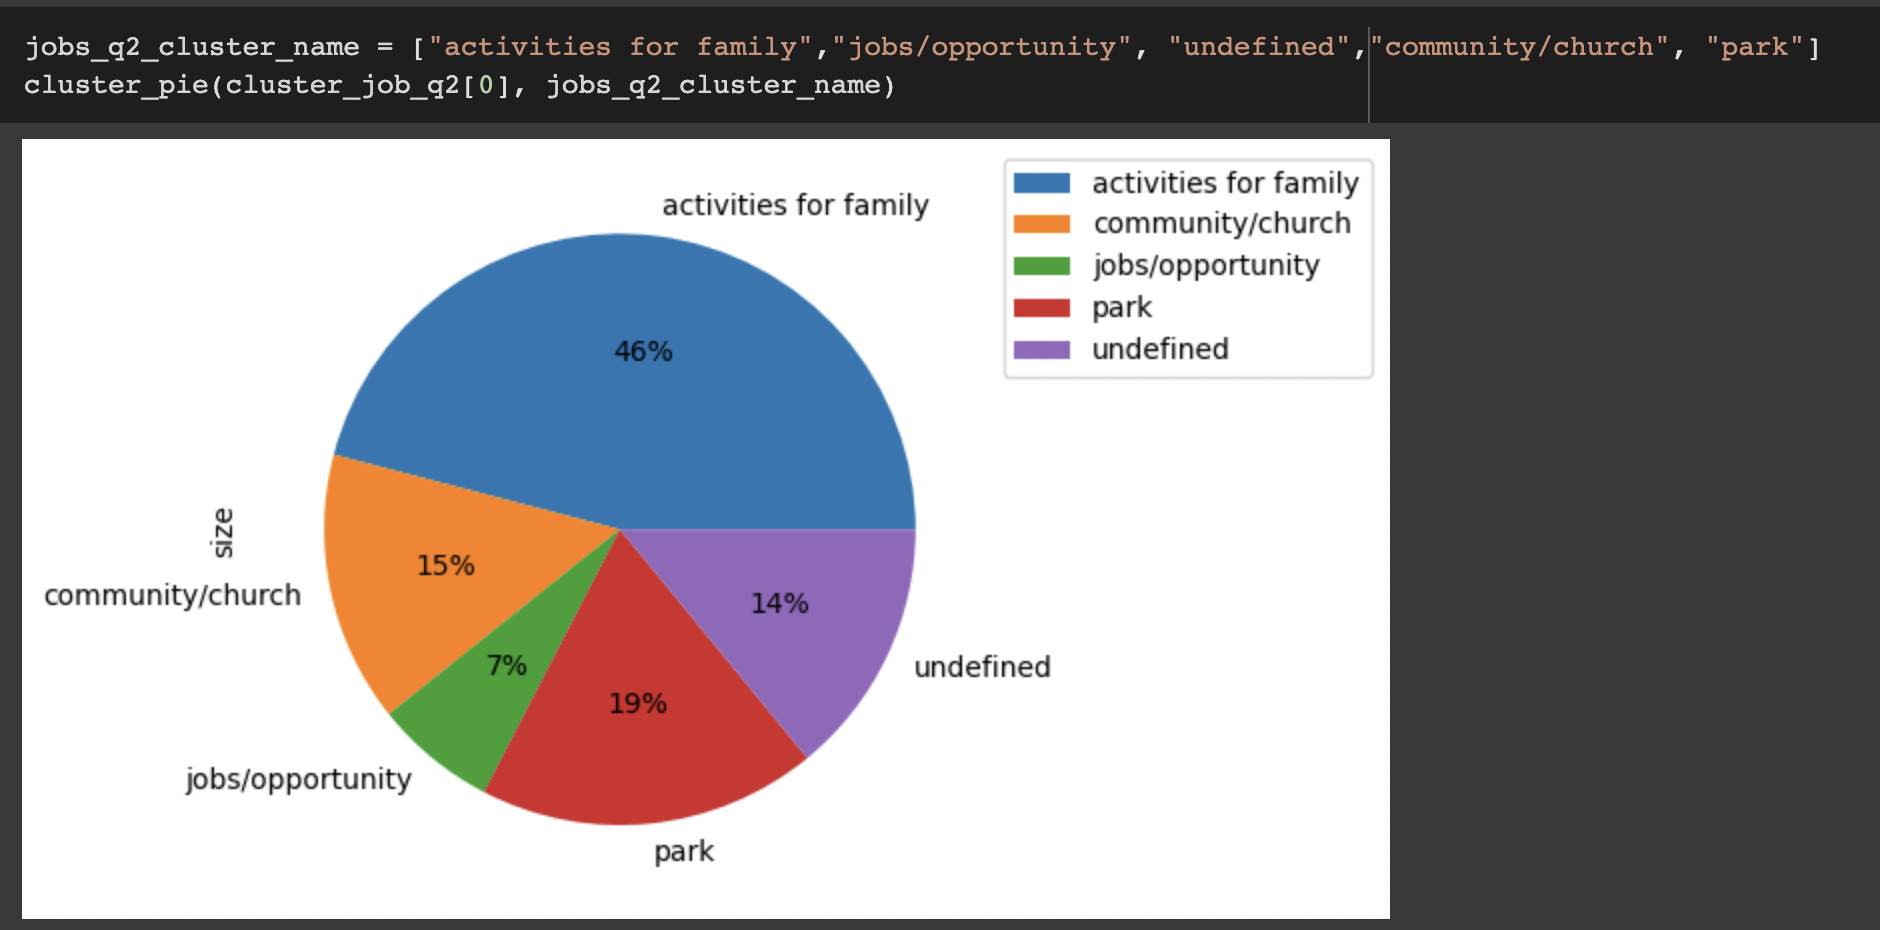 jobs_q2_cluster_name = ["activities for family","jobs/opportunity", "undefined","community/church", "park"]
cluster_pie(cluster_job_q2[0], jobs_q2_cluster_name)
activities for family
community/church
jobs/opportunity
park
undefined
activities for family
46%
size
15%
community/church
14%
7%
undefined
19%
jobs/opportunity
park